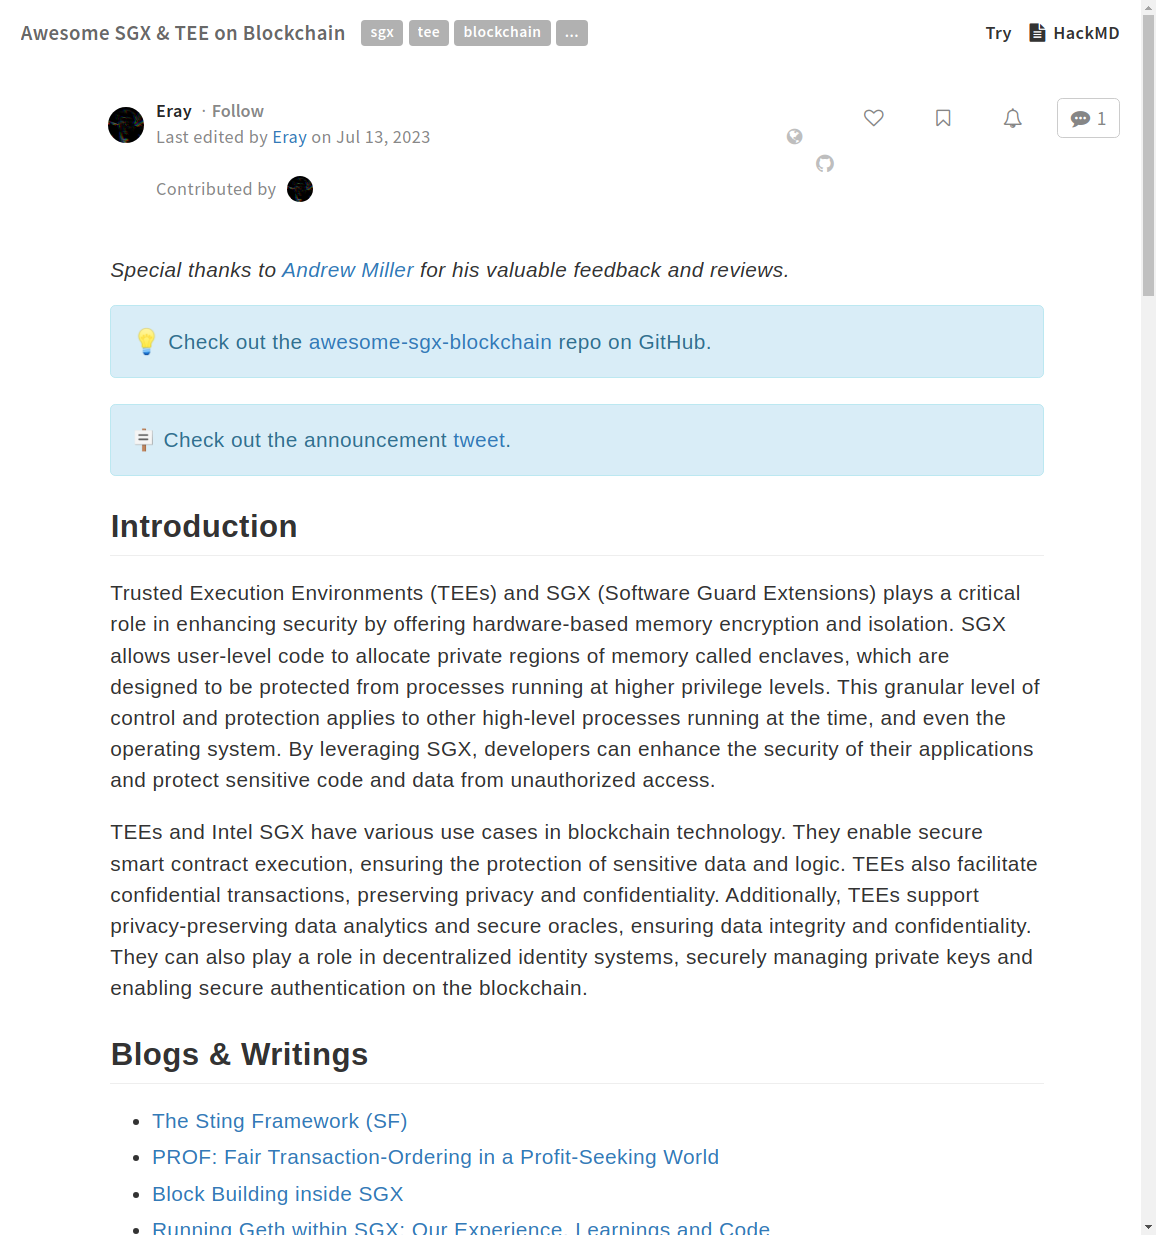 Awesome SGX & TEE on Blockchain sgx tee blockchain ... Try HackMD
Eray · Follow
Last edited by Eray on Jul 13, 2023
1
Contributed by
Special thanks to Andrew Miller for his valuable feedback and reviews.
💡 Check out the awesome-sgx-blockchain repo on GitHub.
🪧 Check out the announcement tweet.
Introduction
Trusted Execution Environments (TEEs) and SGX (Software Guard Extensions) plays a critical
role in enhancing security by offering hardware-based memory encryption and isolation. SGX
allows user-level code to allocate private regions of memory called enclaves, which are
designed to be protected from processes running at higher privilege levels. This granular level of
control and protection applies to other high-level processes running at the time, and even the
operating system. By leveraging SGX, developers can enhance the security of their applications
and protect sensitive code and data from unauthorized access.
TEEs and Intel SGX have various use cases in blockchain technology. They enable secure
smart contract execution, ensuring the protection of sensitive data and logic. TEEs also facilitate
confidential transactions, preserving privacy and confidentiality. Additionally, TEEs support
privacy-preserving data analytics and secure oracles, ensuring data integrity and confidentiality.
They can also play a role in decentralized identity systems, securely managing private keys and
enabling secure authentication on the blockchain.
Blogs & Writings
• The Sting Framework (SF)
• PROF: Fair Transaction-Ordering in a Profit-Seeking World
• Block Building inside SGX
• Running Geth within SGX: Our Experience, Learnings and Code